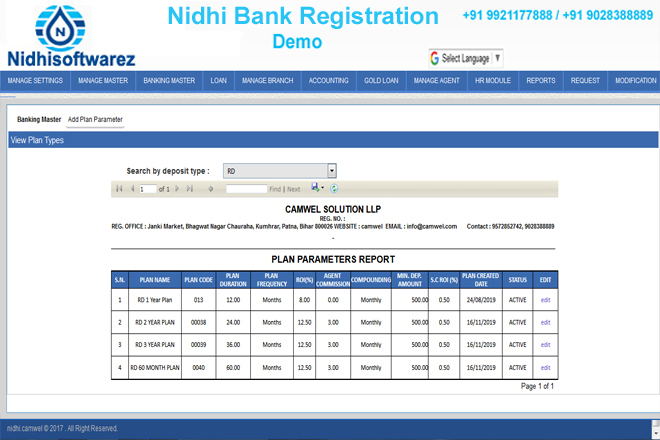 Nidhi Bank Registration
+91 9921177888 / +91 9028388889
Demo
Nidhisoftwarez
G Select Language ▼
MANAGE SETTINGS MANAGE MASTER BANKING MASTER LOAN MANAGE BRANCH ACCOUNTING GOLD LOAN MANAGE AGENT HR MODULE REPORTS REQUEST MODIFICATION
Banking Master Add Plan Parameter
View Plan Types
Search by deposit type : RD
1 of 1 Find | Next
CAMWEL SOLUTION LLP
REG. NO. :
REG. OFFICE : Janki Market, Bhagwat Nagar Chauraha, Kumhrar, Patna, Bihar 800026 WEBSITE : camwel EMAIL : info@camwel.com Contact : 9572852742, 9028388889
-
PLAN PARAMETERS REPORT
S.N. PLAN NAME PLAN CODE PLAN DURATION PLAN FREQUENCY ROI(%) AGENT COMMISSION COMPOUNDING MIN. DEP. AMOUNT S.C ROI (%) PLAN CREATED DATE STATUS EDIT
1 RD 1 Year Plan 013 12.00 Months 8.00 0.00 Monthly 500.00 0.50 24/08/2019 ACTIVE edit
2 RD 2 YEAR PLAN 00038 24.00 Months 12.50 3.00 Monthly 500.00 0.50 16/11/2019 ACTIVE edit
3 RD 3 YEAR PLAN 00039 36.00 Months 12.50 3.00 Monthly 500.00 0.50 16/11/2019 ACTIVE edit
4 RD 60 MONTH PLAN 0040 60.00 Months 12.50 3.00 Monthly 500.00 0.50 16/11/2019 ACTIVE edit
Page 1 of 1
nidhi.camwel © 2017 . All Right Reserved.